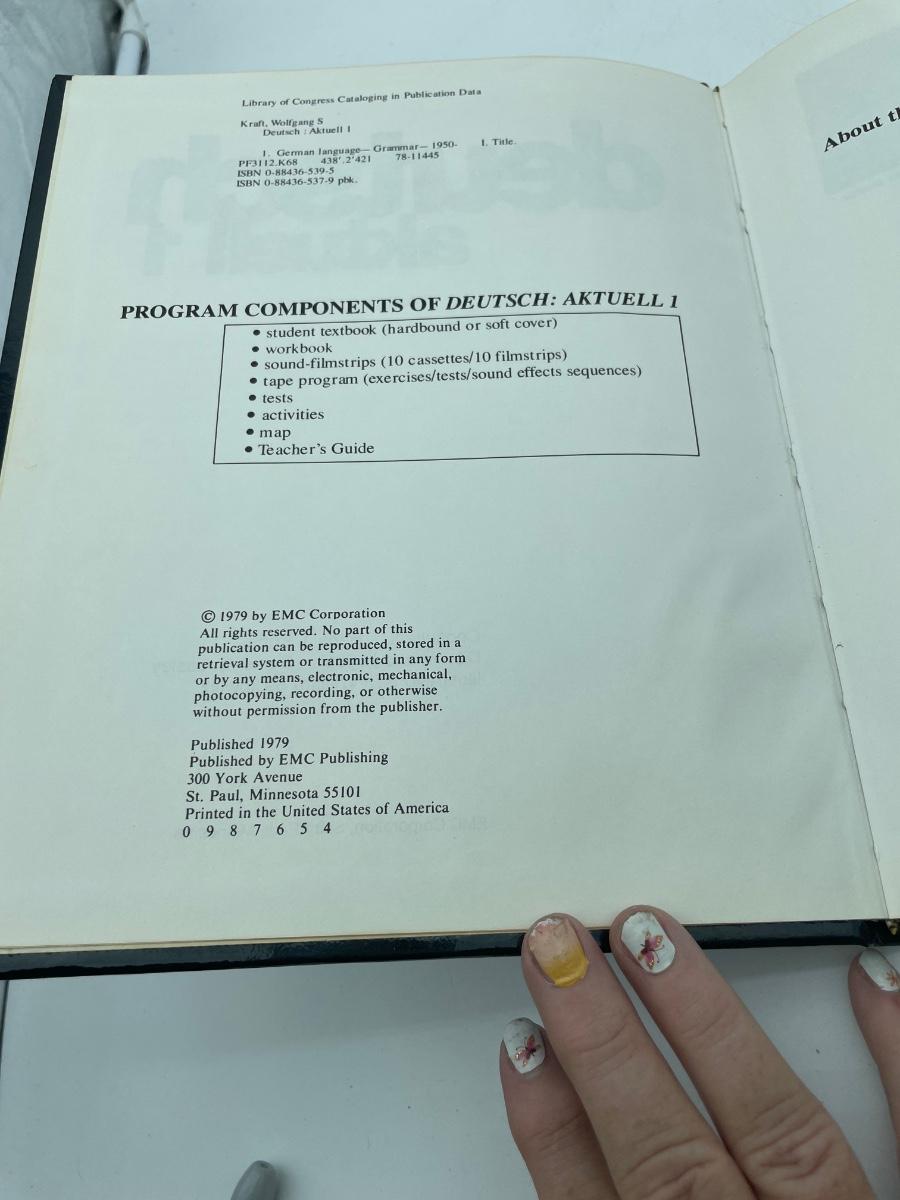 Library of Congress Cataloging in Publication Data
Kraft, Wolfgang S
Deutsch : Aktuell 1
1. German language— Grammar— 1950-    I. Title.
PF3112.K68    438'.2'421    78-11445
ISBN 0-88436-539-5
ISBN 0-88436-537-9 pbk.
PROGRAM COMPONENTS OF DEUTSCH: AKTUELL 1
• student textbook (hardbound or soft cover)
• workbook
• sound-filmstrips (10 cassettes/10 filmstrips)
• tape program (exercises/tests/sound effects sequences)
• tests
• activities
• map
• Teacher's Guide
© 1979 by EMC Corporation
All rights reserved. No part of this
publication can be reproduced, stored in a
retrieval system or transmitted in any form
or by any means, electronic, mechanical,
photocopying, recording, or otherwise
without permission from the publisher.
Published 1979
Published by EMC Publishing
300 York Avenue
St. Paul, Minnesota 55101
Printed in the United States of America
0 9 8 7 6 5 4
About